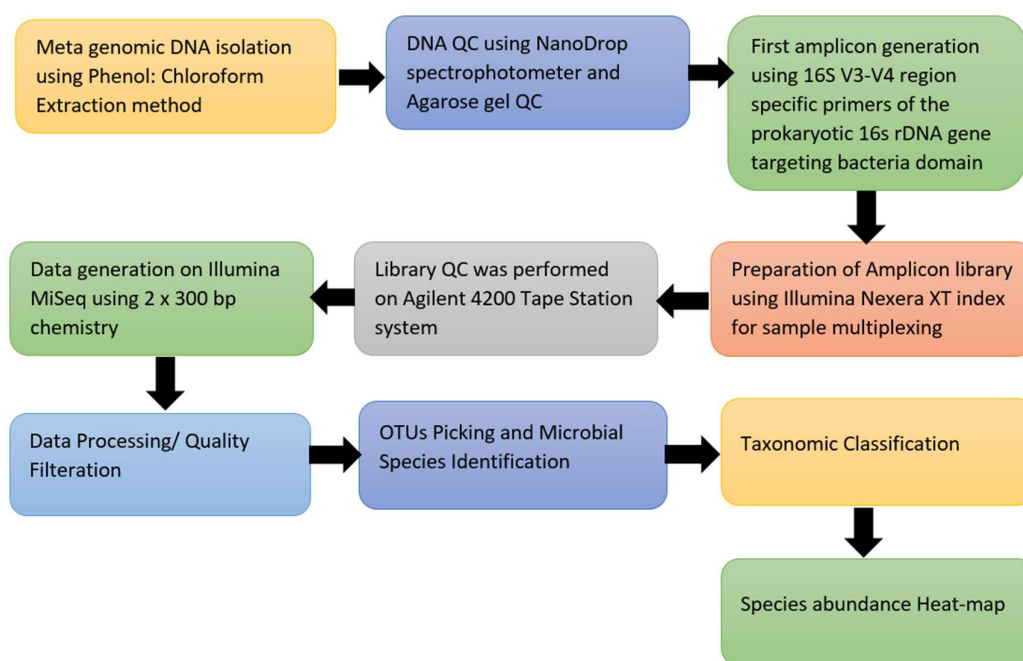 Meta genomic DNA isolation
using Phenol: Chloroform
Extraction method
DNA QC using NanoDrop
spectrophotometer and
Agarose gel QC
First amplicon generation
using 16S V3-V4 region
specific primers of the
prokaryotic 16s rDNA gene
targeting bacteria domain
Preparation of Amplicon library
using Illumina Nexera XT index
for sample multiplexing
Library QC was performed
on Agilent 4200 Tape Station
system
Data generation on Illumina
MiSeq using 2 x 300 bp
chemistry
Data Processing/ Quality
Filteration
OTUs Picking and Microbial
Species Identification
Taxonomic Classification
Species abundance Heat-map